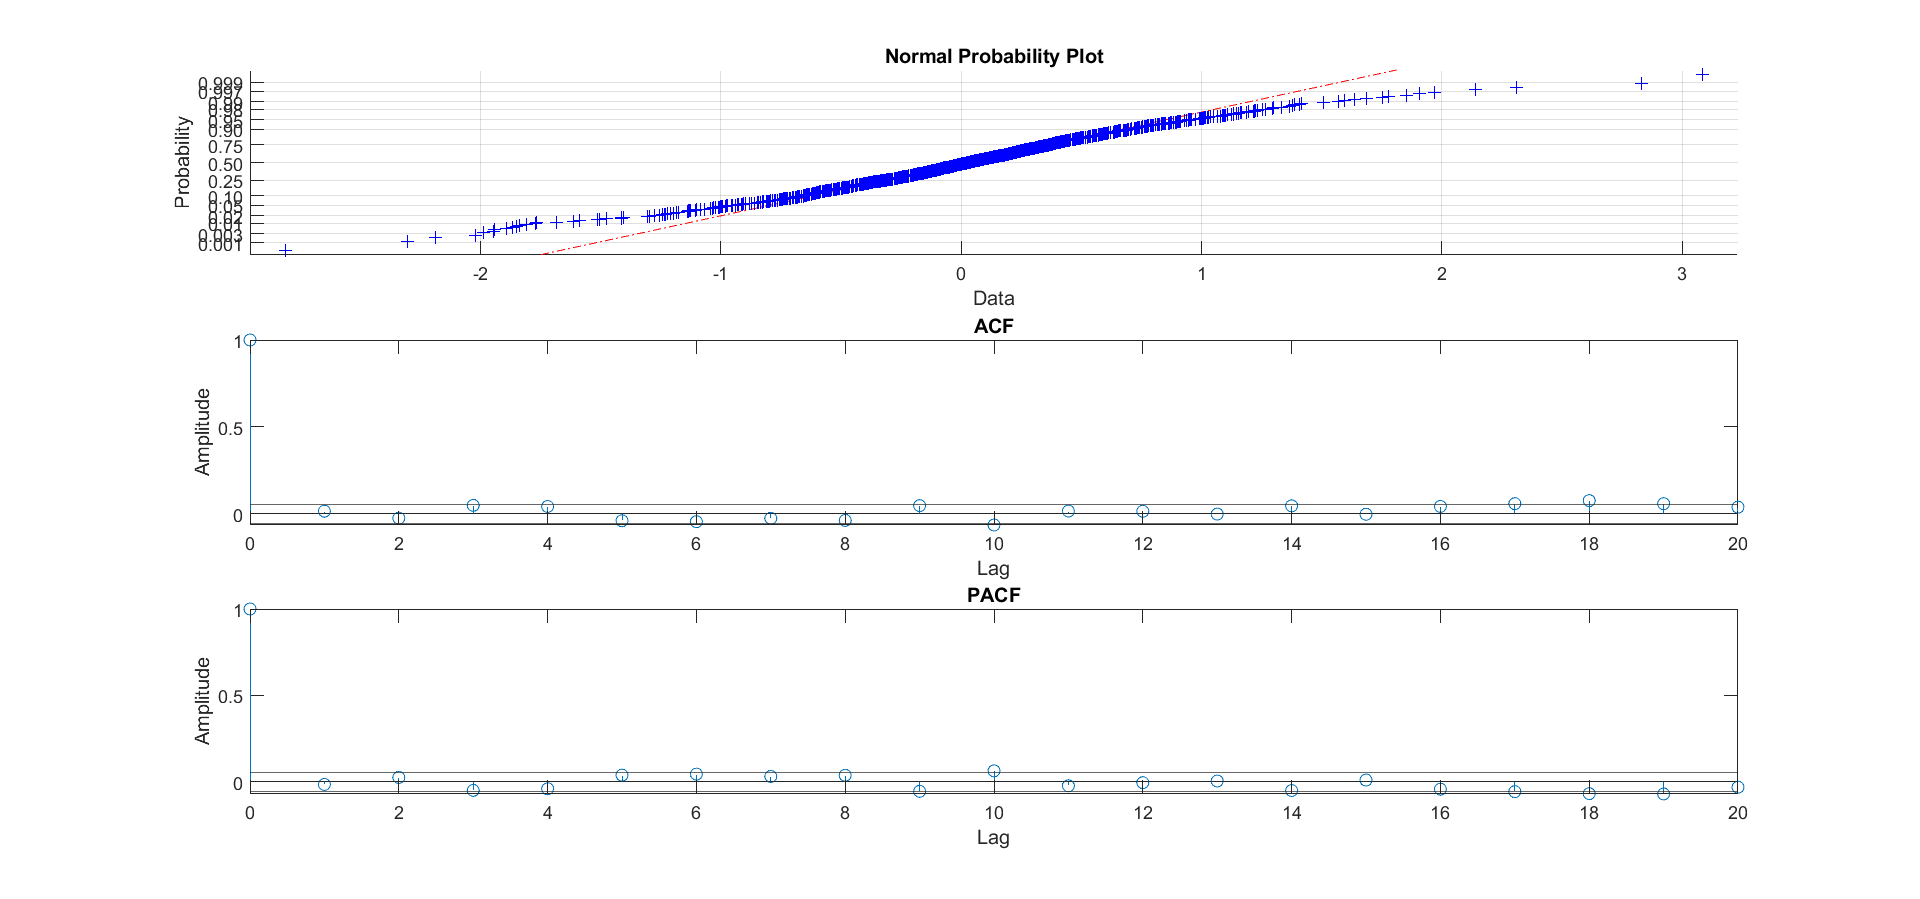 Normal Probability Plot
Probability
0.999
0.997
0.99
0.98
0.95
0.90
0.75
0.50
0.25
0.10
0.05
0.02
0.01
0.003
0.001
-2 -1 0 1 2 3
Data
ACF
Amplitude
1
0.5
0
0 2 4 6 8 10 12 14 16 18 20
Lag
PACF
Amplitude
1
0.5
0
0 2 4 6 8 10 12 14 16 18 20
Lag